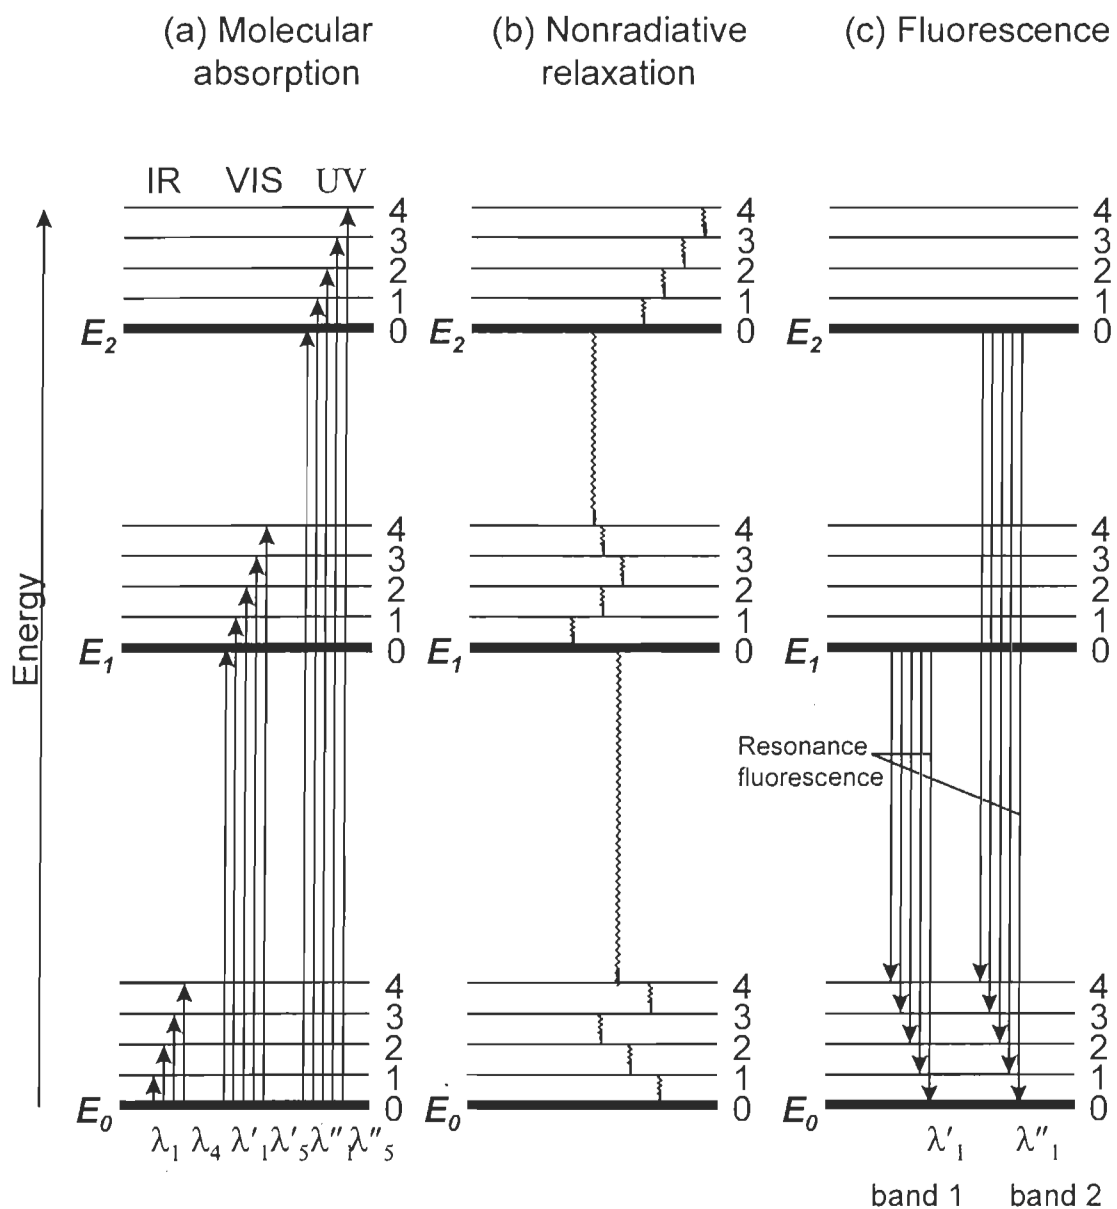 (a) Molecular
absorption
(b) Nonradiative
relaxation
(c) Fluorescence
IR VIS UV
Energy
4
3
2
1
0
E₂
4
3
2
1
0
E₁
4
3
2
1
0
E₀
λ₁ λ₄ λ′₁ λ′₅ λ″₁ λ″₅
4
3
2
1
0
E₂
4
3
2
1
0
E₁
4
3
2
1
0
E₀
4
3
2
1
0
E₂
4
3
2
1
0
E₁
Resonance
fluorescence
4
3
2
1
0
E₀
λ′₁ λ″₁
band 1 band 2